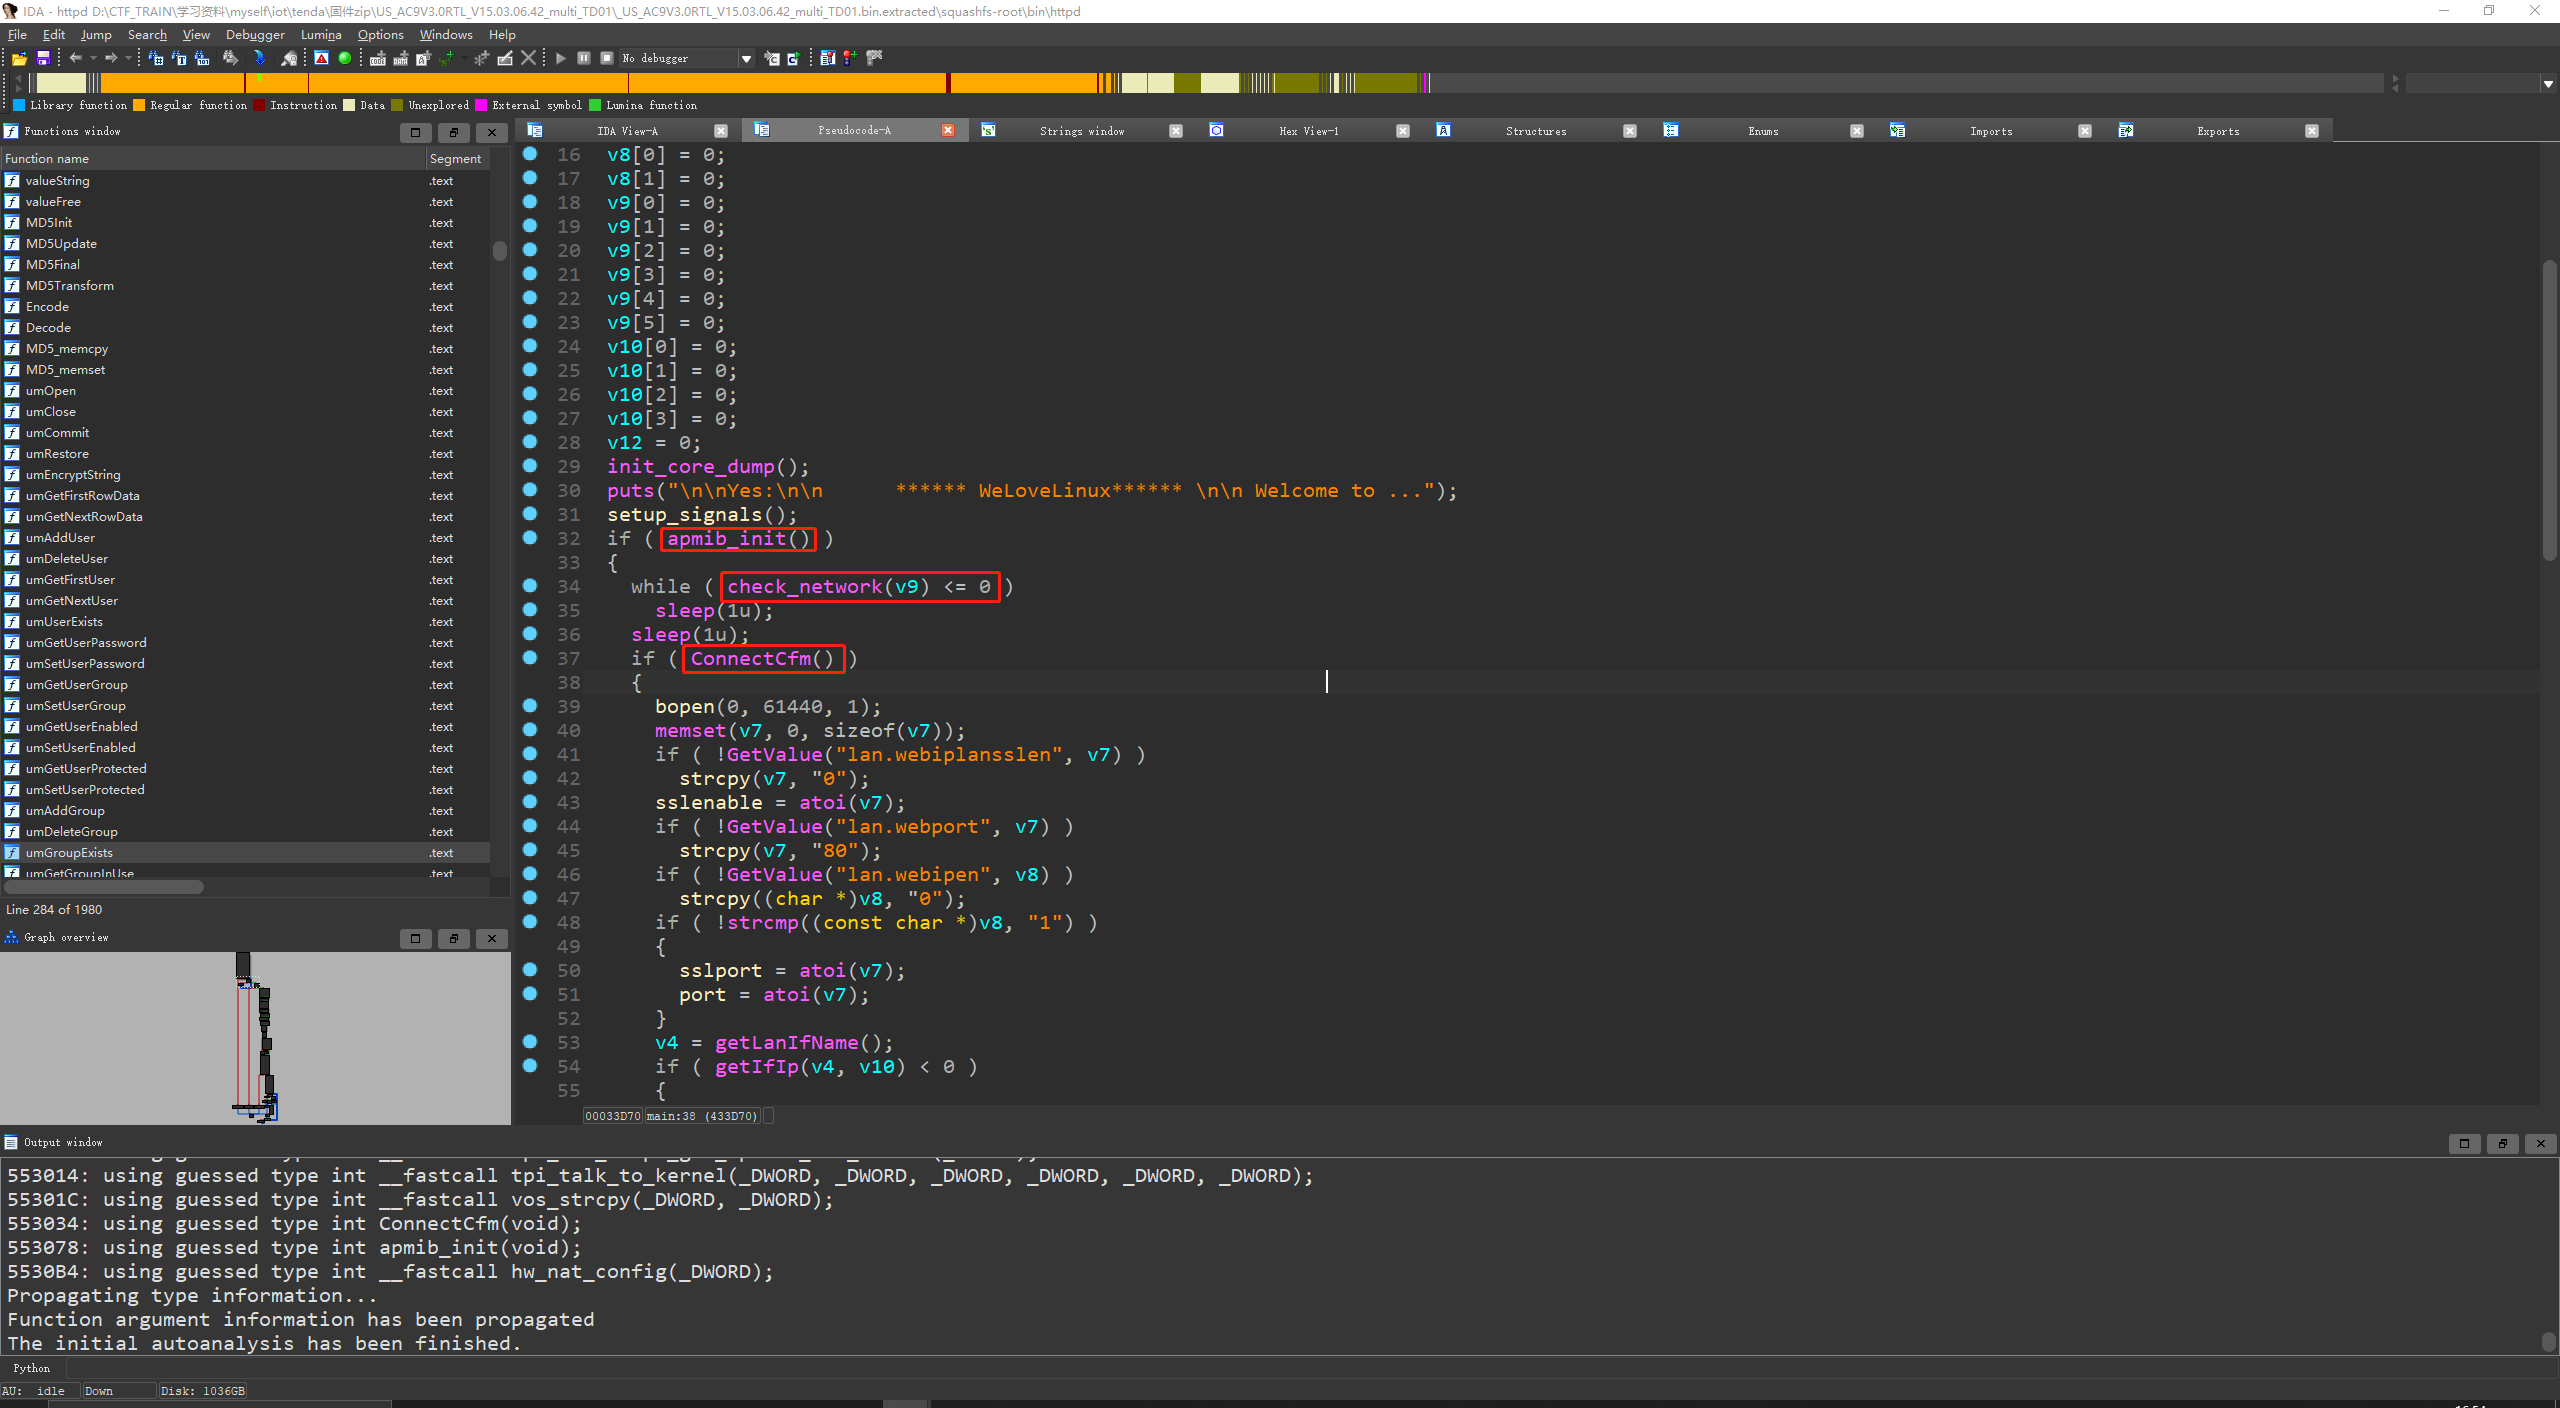 IDA - httpd D:\CTF_TRAIN\学习资料\myself\iot\tenda\固件zip\US_AC9V3.0RTL_V15.03.06.42_multi_TD01\_US_AC9V3.0RTL_V15.03.06.42_multi_TD01.bin.extracted\squashfs-root\bin\httpd
File Edit Jump Search View Debugger Lumina Options Windows Help
No debugger
Library function Regular function Instruction Data Unexplored External symbol Lumina function
Functions window
Function name Segment
valueString .text
valueFree .text
MD5Init .text
MD5Update .text
MD5Final .text
MD5Transform .text
Encode .text
Decode .text
MD5_memcpy .text
MD5_memset .text
umOpen .text
umClose .text
umCommit .text
umRestore .text
umEncryptString .text
umGetFirstRowData .text
umGetNextRowData .text
umAddUser .text
umDeleteUser .text
umGetFirstUser .text
umGetNextUser .text
umUserExists .text
umGetUserPassword .text
umSetUserPassword .text
umGetUserGroup .text
umSetUserGroup .text
umGetUserEnabled .text
umSetUserEnabled .text
umGetUserProtected .text
umSetUserProtected .text
umAddGroup .text
umDeleteGroup .text
umGroupExists .text
umGetGroupInUse .text
Line 284 of 1980
Graph overview
IDA View-A Pseudocode-A Strings window Hex View-1 Structures Enums Imports Exports
16 v8[0] = 0;
17 v8[1] = 0;
18 v9[0] = 0;
19 v9[1] = 0;
20 v9[2] = 0;
21 v9[3] = 0;
22 v9[4] = 0;
23 v9[5] = 0;
24 v10[0] = 0;
25 v10[1] = 0;
26 v10[2] = 0;
27 v10[3] = 0;
28 v12 = 0;
29 init_core_dump();
30 puts("\n\nYes:\n\n      ****** WeLoveLinux****** \n\n Welcome to ...");
31 setup_signals();
32 if ( apmib_init() )
33 {
34 while ( check_network(v9) <= 0 )
35 sleep(1u);
36 sleep(1u);
37 if ( ConnectCfm() )
38 {
39 bopen(0, 61440, 1);
40 memset(v7, 0, sizeof(v7));
41 if ( !GetValue("lan.webiplansslen", v7) )
42 strcpy(v7, "0");
43 sslenable = atoi(v7);
44 if ( !GetValue("lan.webport", v7) )
45 strcpy(v7, "80");
46 if ( !GetValue("lan.webipen", v8) )
47 strcpy((char *)v8, "0");
48 if ( !strcmp((const char *)v8, "1") )
49 {
50 sslport = atoi(v7);
51 port = atoi(v7);
52 }
53 v4 = getLanIfName();
54 if ( getIfIp(v4, v10) < 0 )
55 {
00033D70 main:38 (433D70)
Output window
553014: using guessed type int __fastcall tpi_talk_to_kernel(_DWORD, _DWORD, _DWORD, _DWORD, _DWORD, _DWORD);
55301C: using guessed type int __fastcall vos_strcpy(_DWORD, _DWORD);
553034: using guessed type int ConnectCfm(void);
553078: using guessed type int apmib_init(void);
5530B4: using guessed type int __fastcall hw_nat_config(_DWORD);
Propagating type information...
Function argument information has been propagated
The initial autoanalysis has been finished.
Python
AU: idle Down Disk: 1036GB